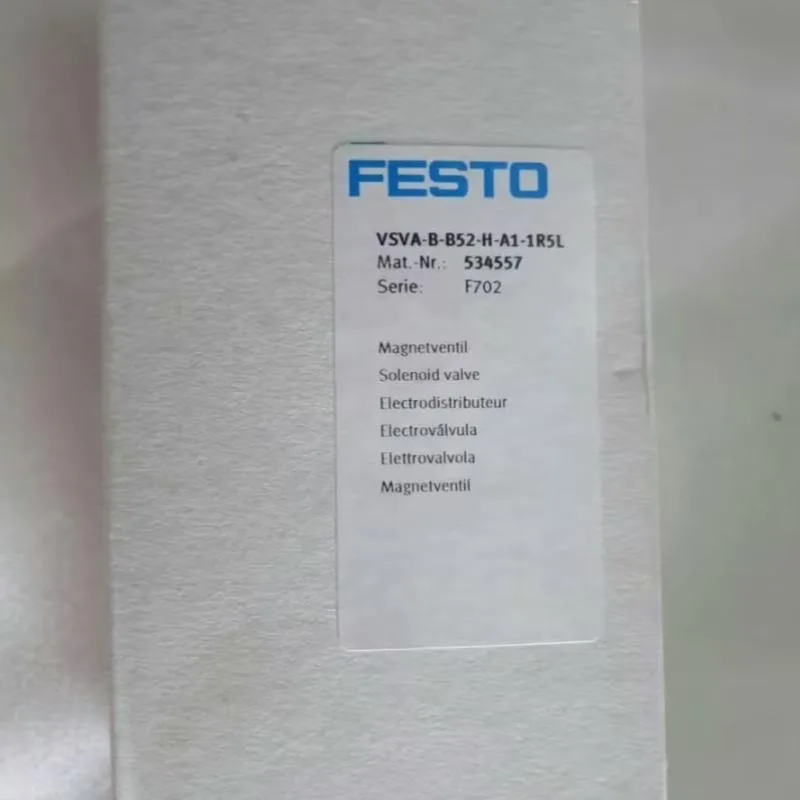 FESTO
VSVA-B-B52-H-A1-1R5L
Mat.-Nr.: 534557
Serie: F702
Magnetventil
Solenoid valve
Electrodistributeur
Electroválvula
Elettrovalvola
Magnetventil